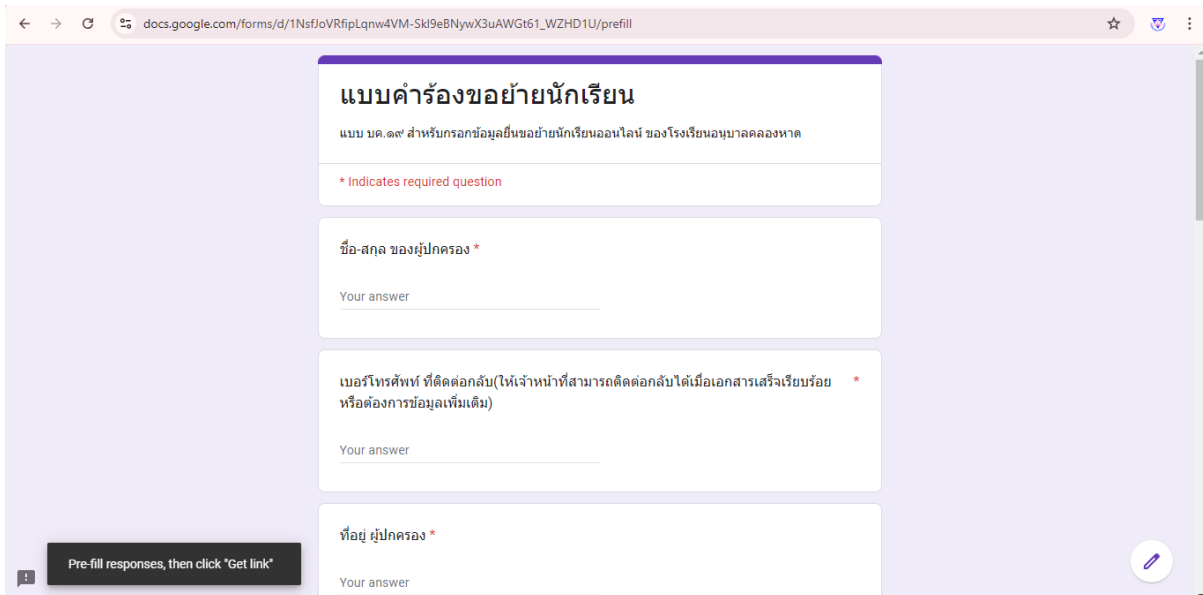 docs.google.com/forms/d/1NsfJoVRfipLqnw4VM-SkI9eBNywX3uAWGt61_WZHD1U/prefill
แบบคำร้องขอย้ายนักเรียน
แบบ บค.๑๙ สำหรับกรอกข้อมูลยื่นขอย้ายนักเรียนออนไลน์ ของโรงเรียนอนุบาลคลองหาด
* Indicates required question
ชื่อ-สกุล ของผู้ปกครอง *
Your answer
เบอร์โทรศัพท์ ที่ติดต่อกลับ(ให้เจ้าหน้าที่สามารถติดต่อกลับได้เมื่อเอกสารเสร็จเรียบร้อย *
หรือต้องการข้อมูลเพิ่มเติม)
Your answer
ที่อยู่ ผู้ปกครอง *
Your answer
Pre-fill responses, then click "Get link"